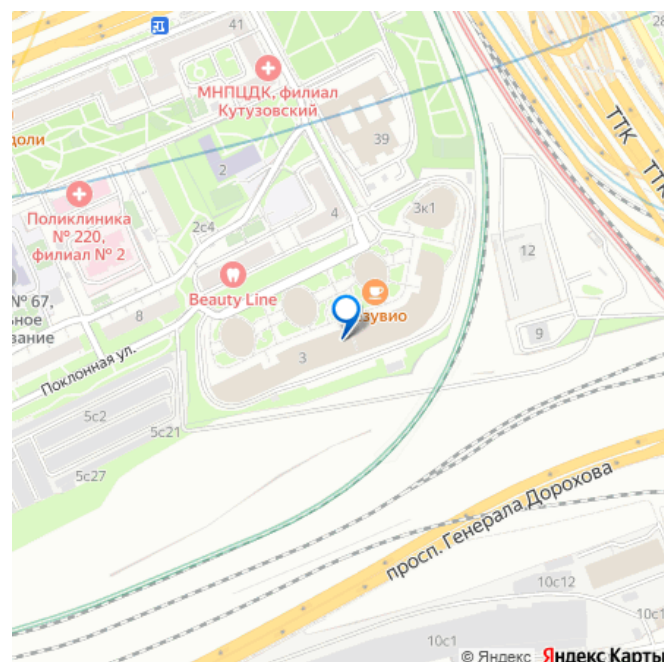 41
МНПЦДК, филиал
Кутузовский
доли
ТТК
ТТК
39
2
Поликлиника
№ 220,
филиал № 2
2с4
4
3к1
12
Beauty Line
зувио
№ 67,
ьное
зование
8
9
3
Поклонная ул.
5с2
5с21
5с27
просп. Генерала Дорохова
10с12
10с1
10с1
© Яндекс Яндекс Карты